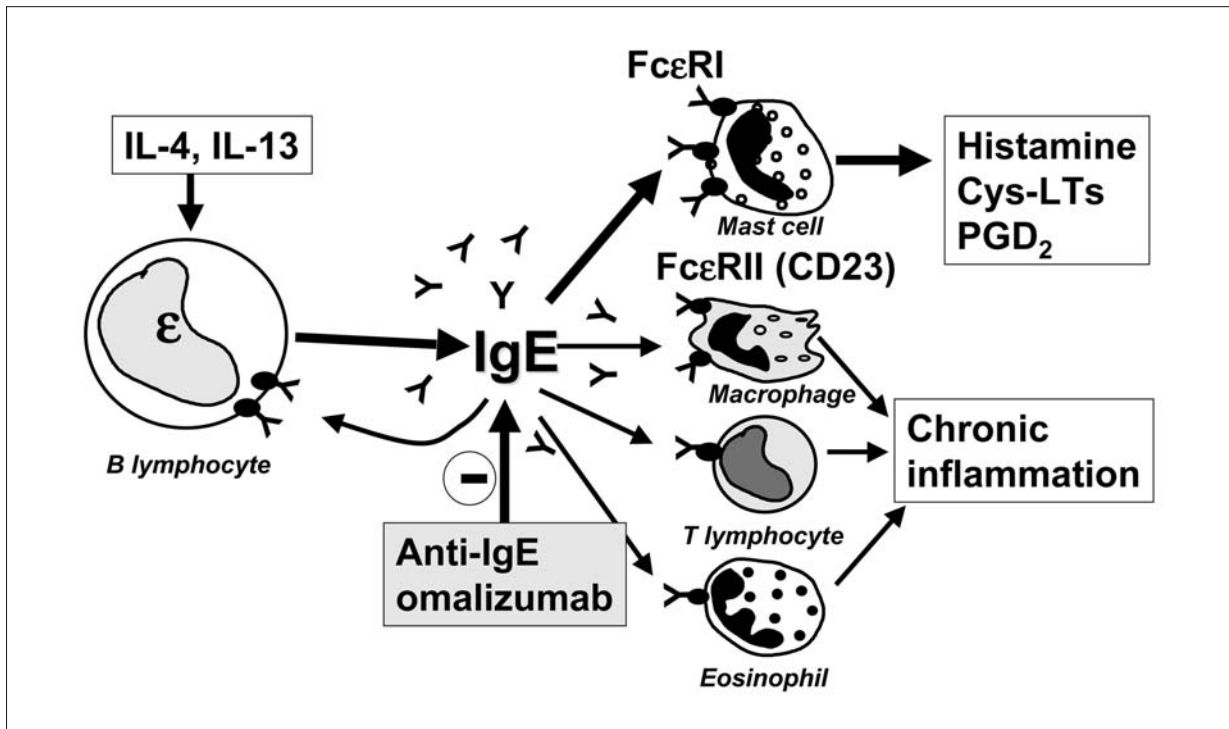 FcεRI
IL-4, IL-13
Histamine
Cys-LTs
PGD₂
Mast cell
FcεRII (CD23)
ε
IgE
Macrophage
B lymphocyte
Chronic
inflammation
−
T lymphocyte
Anti-IgE
omalizumab
Eosinophil